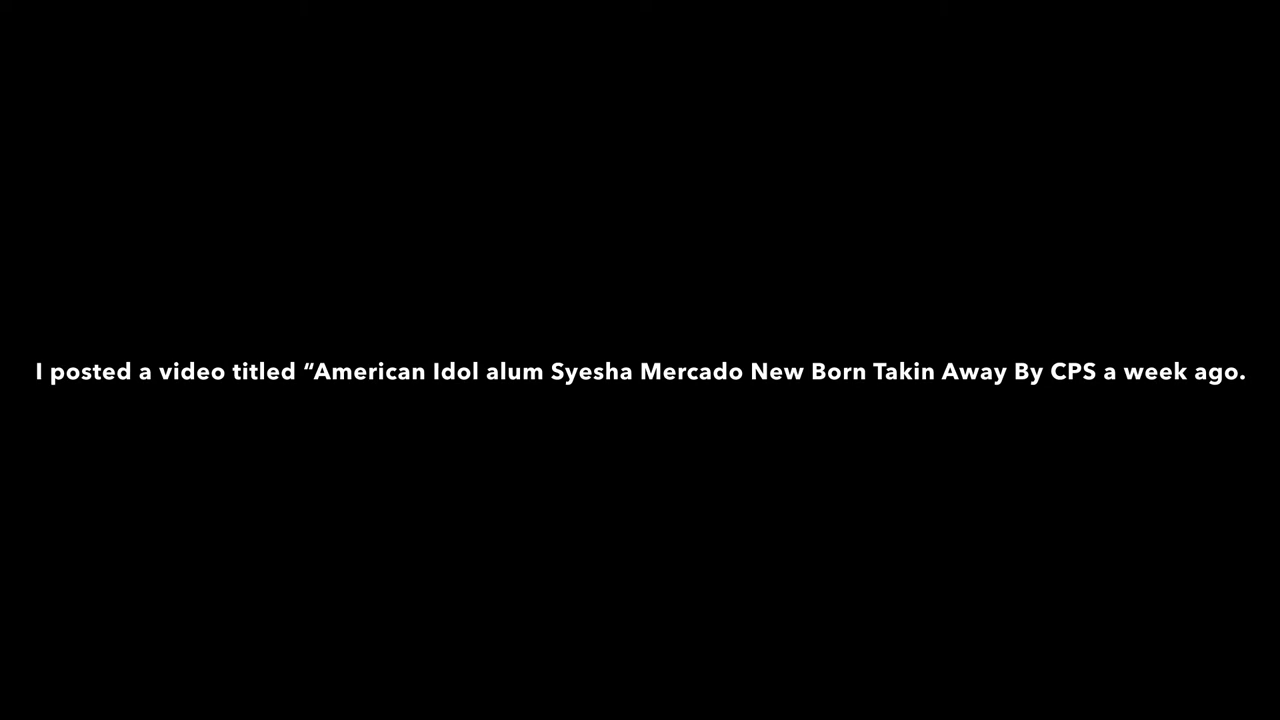 I posted a video titled “American Idol alum Syesha Mercado New Born Takin Away By CPS a week ago.